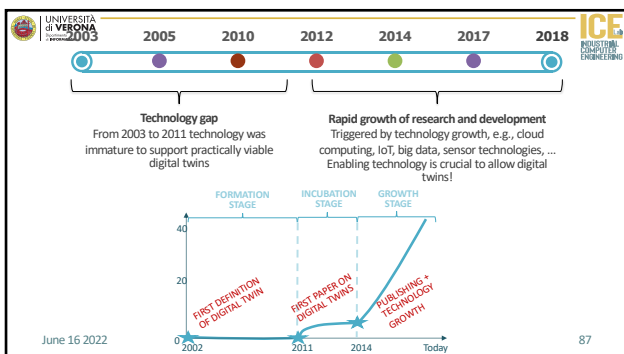 UNIVERSITÀ
di VERONA
Dipartimento
di INFORMATICA
ICE
INDUSTRIAL
COMPUTER
ENGINEERING
2003 2005 2010 2012 2014 2017 2018
Technology gap
From 2003 to 2011 technology was
immature to support practically viable
digital twins
Rapid growth of research and development
Triggered by technology growth, e.g., cloud
computing, IoT, big data, sensor technologies, ...
Enabling technology is crucial to allow digital
twins!
FORMATION
STAGE
INCUBATION
STAGE
GROWTH
STAGE
40
20
0
FIRST DEFINITION
OF DIGITAL TWIN
FIRST PAPER ON
DIGITAL TWINS
PUBLISHING +
TECHNOLOGY
GROWTH
2002 2011 2014 Today
June 16 2022 87